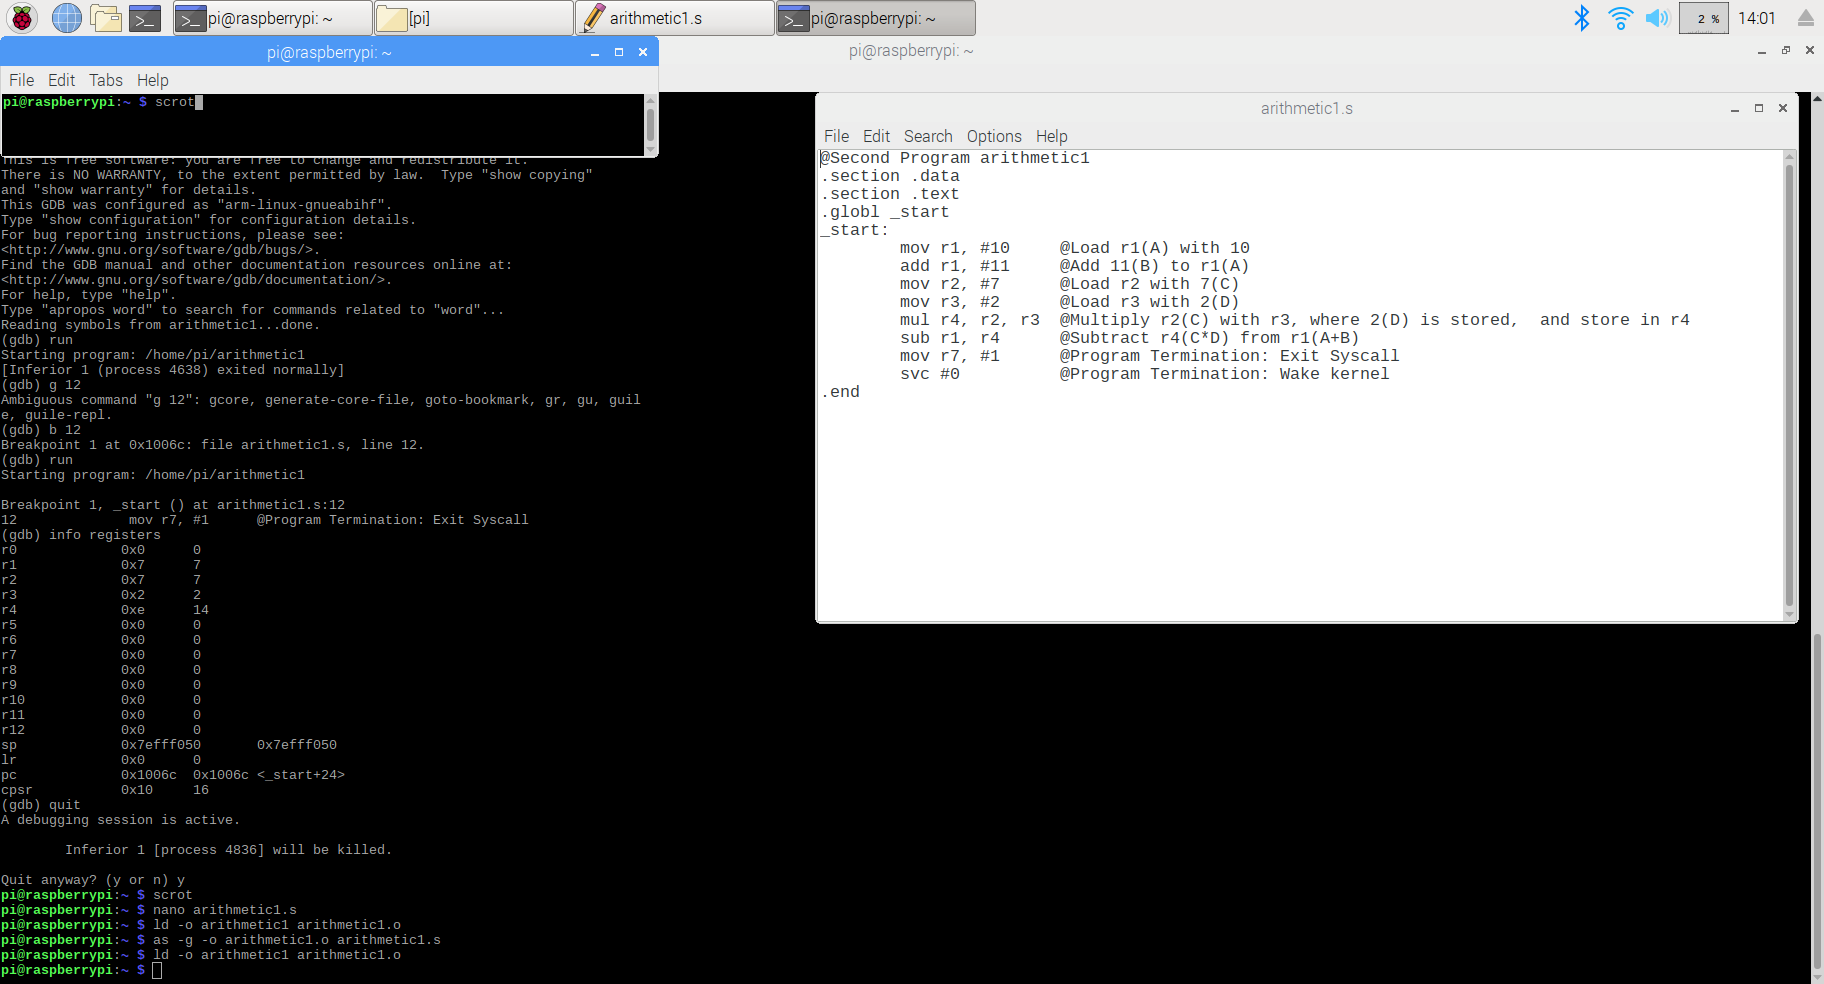 pi@raspberrypi: ~
[pi]
arithmetic1.s
pi@raspberrypi: ~
2 %
14:01
pi@raspberrypi: ~
pi@raspberrypi: ~
File Edit Tabs Help
pi@raspberrypi:~ $ scrot
This is free software: you are free to change and redistribute it.
There is NO WARRANTY, to the extent permitted by law.  Type "show copying"
and "show warranty" for details.
This GDB was configured as "arm-linux-gnueabihf".
Type "show configuration" for configuration details.
For bug reporting instructions, please see:
<http://www.gnu.org/software/gdb/bugs/>.
Find the GDB manual and other documentation resources online at:
<http://www.gnu.org/software/gdb/documentation/>.
For help, type "help".
Type "apropos word" to search for commands related to "word"...
Reading symbols from arithmetic1...done.
(gdb) run
Starting program: /home/pi/arithmetic1
[Inferior 1 (process 4638) exited normally]
(gdb) g 12
Ambiguous command "g 12": gcore, generate-core-file, goto-bookmark, gr, gu, guil
e, guile-repl.
(gdb) b 12
Breakpoint 1 at 0x1006c: file arithmetic1.s, line 12.
(gdb) run
Starting program: /home/pi/arithmetic1
Breakpoint 1, _start () at arithmetic1.s:12
12              mov r7, #1      @Program Termination: Exit Syscall
(gdb) info registers
r0             0x0      0
r1             0x7      7
r2             0x7      7
r3             0x2      2
r4             0xe      14
r5             0x0      0
r6             0x0      0
r7             0x0      0
r8             0x0      0
r9             0x0      0
r10            0x0      0
r11            0x0      0
r12            0x0      0
sp             0x7efff050       0x7efff050
lr             0x0      0
pc             0x1006c  0x1006c <_start+24>
cpsr           0x10     16
(gdb) quit
A debugging session is active.
Inferior 1 [process 4836] will be killed.
Quit anyway? (y or n) y
pi@raspberrypi:~ $ scrot
pi@raspberrypi:~ $ nano arithmetic1.s
pi@raspberrypi:~ $ ld -o arithmetic1 arithmetic1.o
pi@raspberrypi:~ $ as -g -o arithmetic1.o arithmetic1.s
pi@raspberrypi:~ $ ld -o arithmetic1 arithmetic1.o
pi@raspberrypi:~ $
arithmetic1.s
File Edit Search Options Help
@Second Program arithmetic1
.section .data
.section .text
.globl _start
_start:
        mov r1, #10     @Load r1(A) with 10
        add r1, #11     @Add 11(B) to r1(A)
        mov r2, #7      @Load r2 with 7(C)
        mov r3, #2      @Load r3 with 2(D)
        mul r4, r2, r3  @Multiply r2(C) with r3, where 2(D) is stored,  and store in r4
        sub r1, r4      @Subtract r4(C*D) from r1(A+B)
        mov r7, #1      @Program Termination: Exit Syscall
        svc #0          @Program Termination: Wake kernel
.end